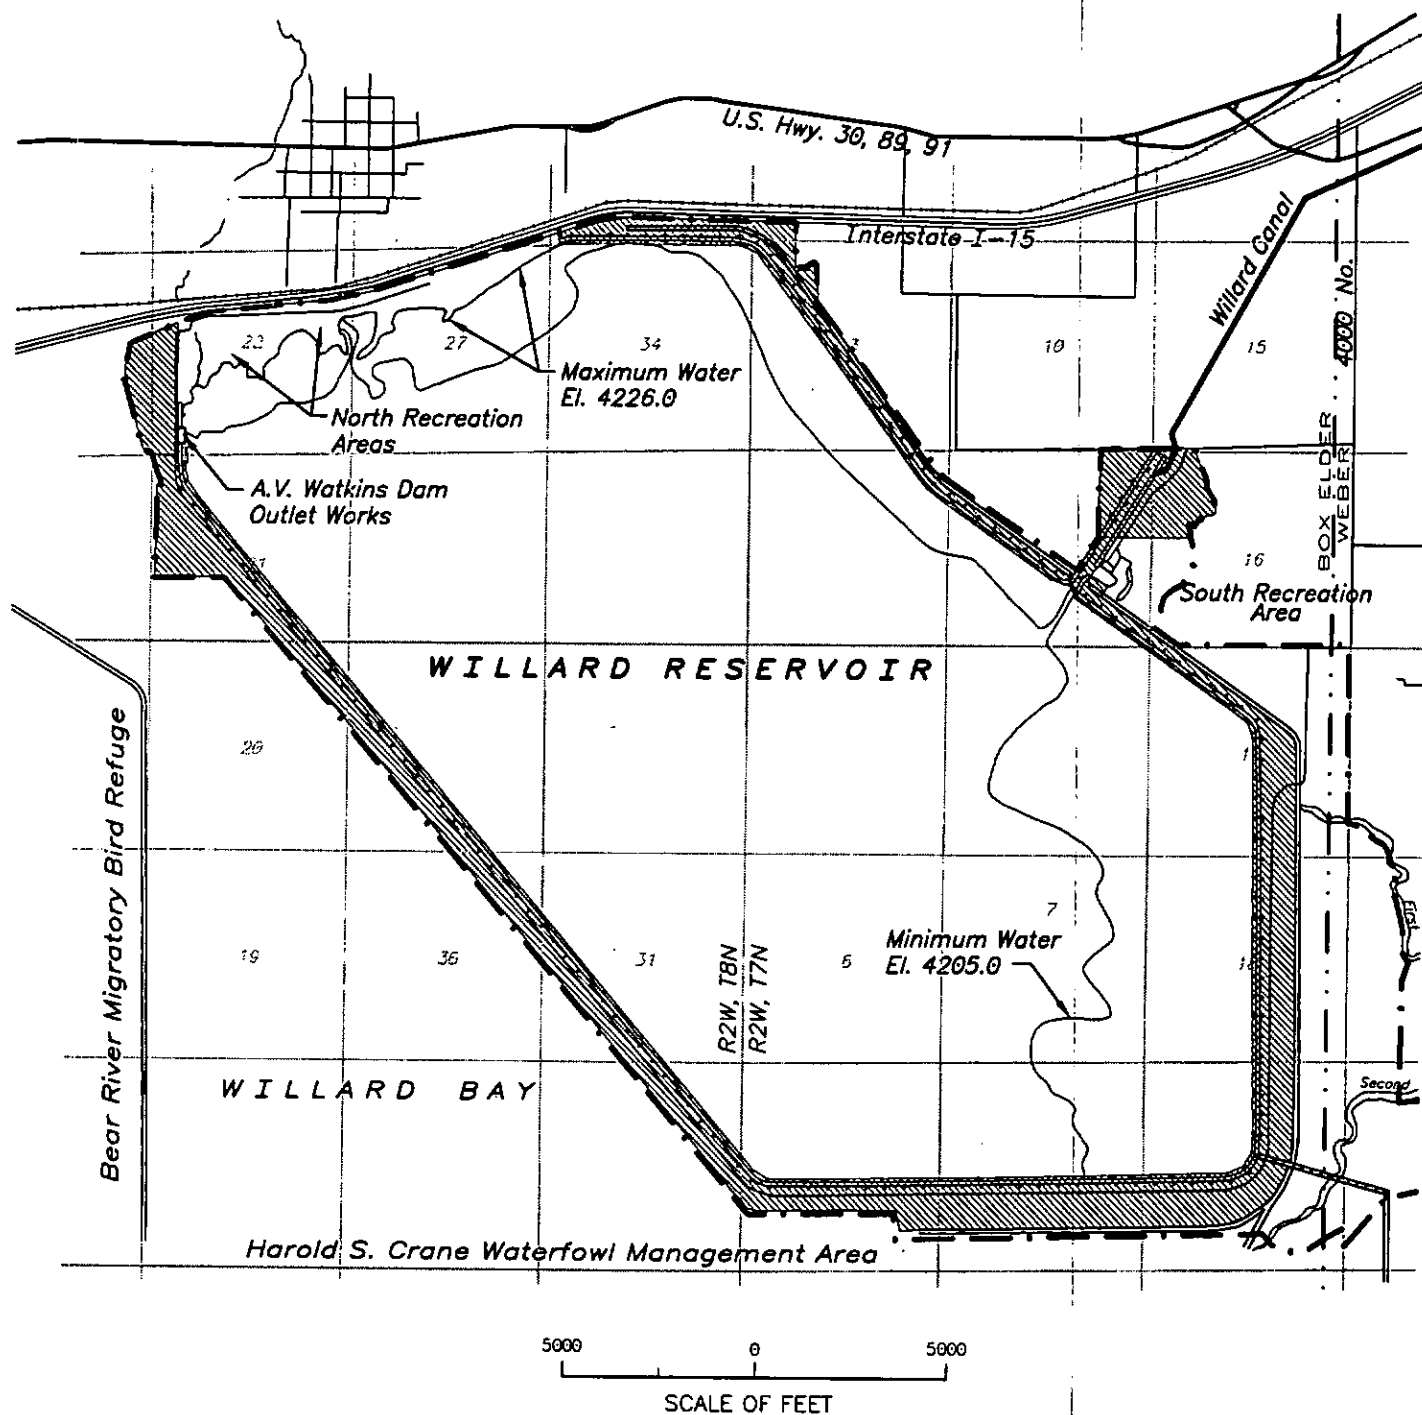 U.S. Hwy. 30, 89, 91
Interstate I-15
Willard Canal
4000 No.
22
27
34
10
15
Maximum Water
El. 4226.0
North Recreation
Areas
A.V. Watkins Dam
Outlet Works
BOX ELDER
WEBER
16
South Recreation
Area
WILLARD RESERVOIR
Bear River Migratory Bird Refuge
20
7
Minimum Water
El. 4205.0
First
19
36
31
6
R2W, T8N
R2W, T7N
WILLARD BAY
Second
Harold S. Crane Waterfowl Management Area
5000 0 5000
SCALE OF FEET